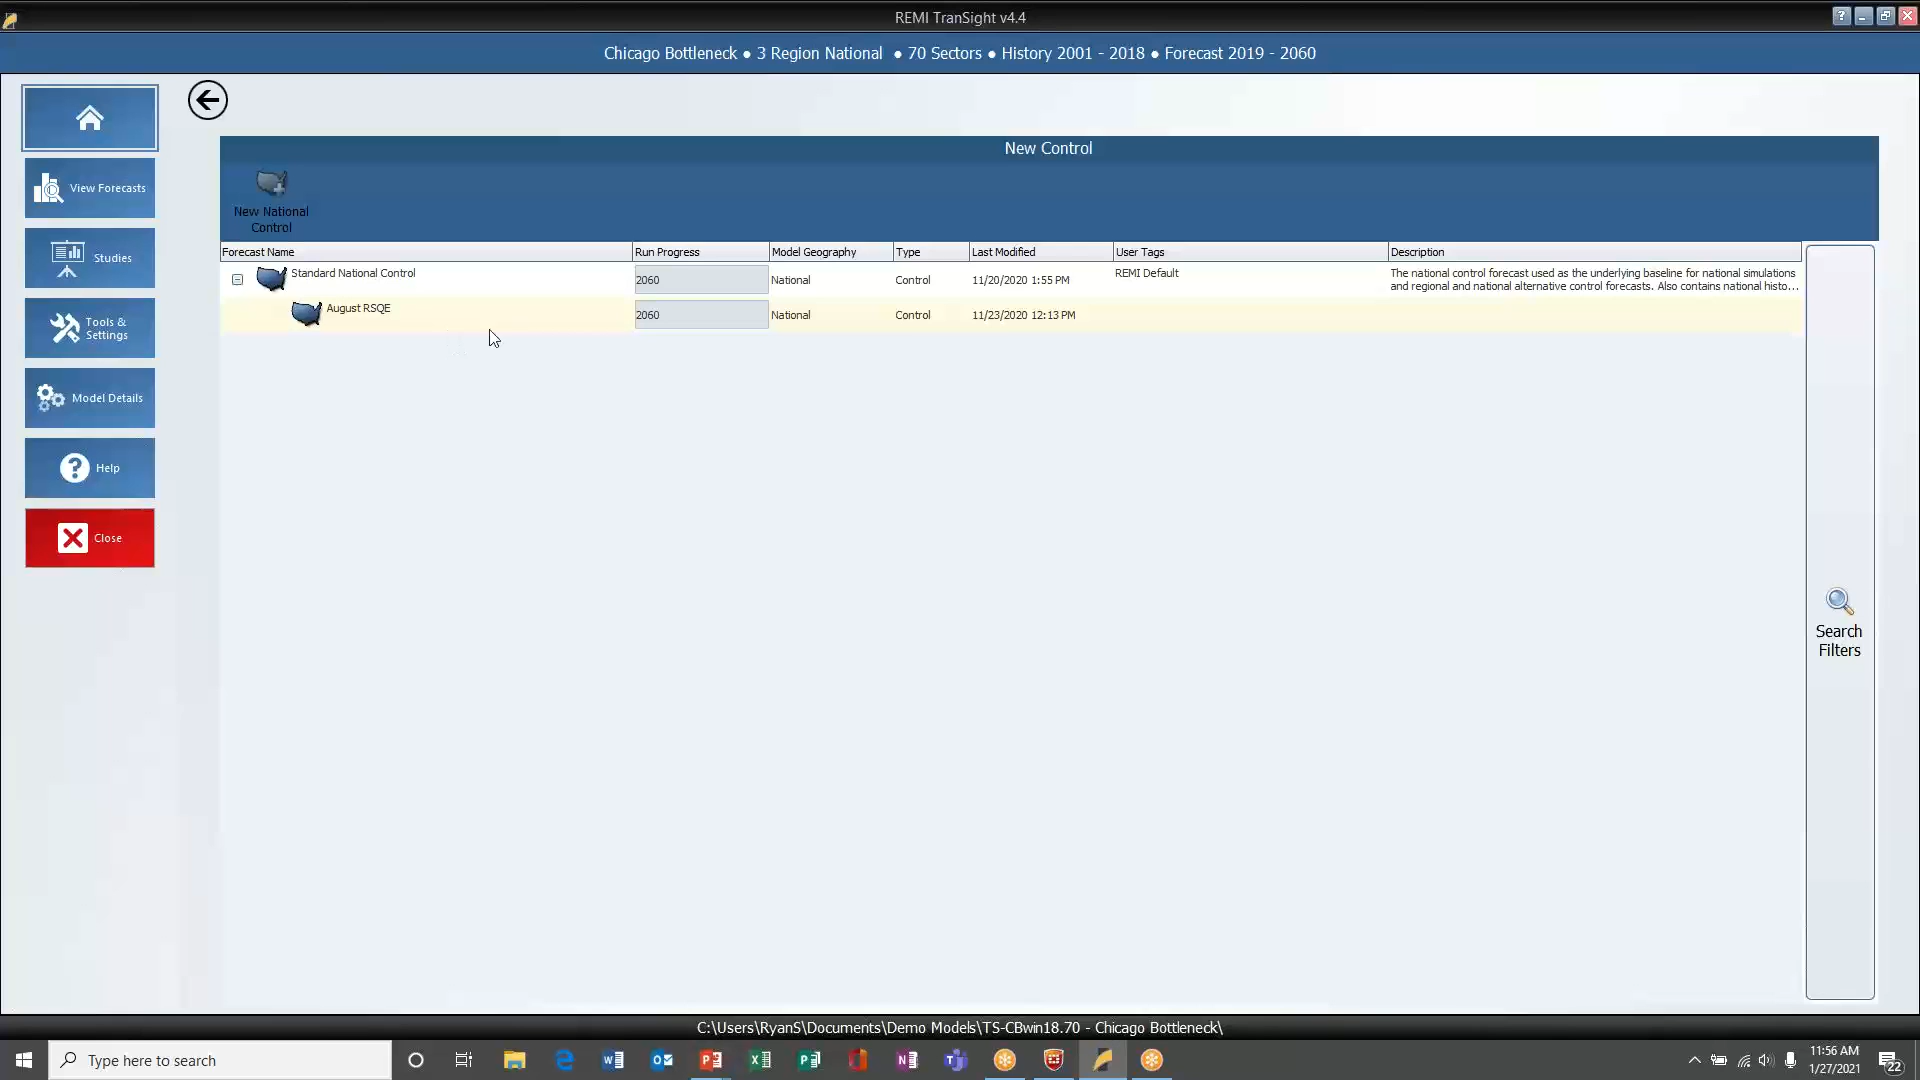 REMI TranSight v4.4
Chicago Bottleneck ● 3 Region National ● 70 Sectors ● History 2001 - 2018 ● Forecast 2019 - 2060
View Forecasts
Studies
Tools &
Settings
Model Details
Help
Close
New Control
New National
Control
Forecast Name Run Progress Model Geography Type Last Modified User Tags Description
Standard National Control 2060 National Control 11/20/2020 1:55 PM REMI Default The national control forecast used as the underlying baseline for national simulations
and regional and national alternative control forecasts. Also contains national histo...
August RSQE 2060 National Control 11/23/2020 12:13 PM
Search
Filters
C:\Users\RyanS\Documents\Demo Models\TS-CBwin18.70 - Chicago Bottleneck\
Type here to search
11:56 AM
1/27/2021
22